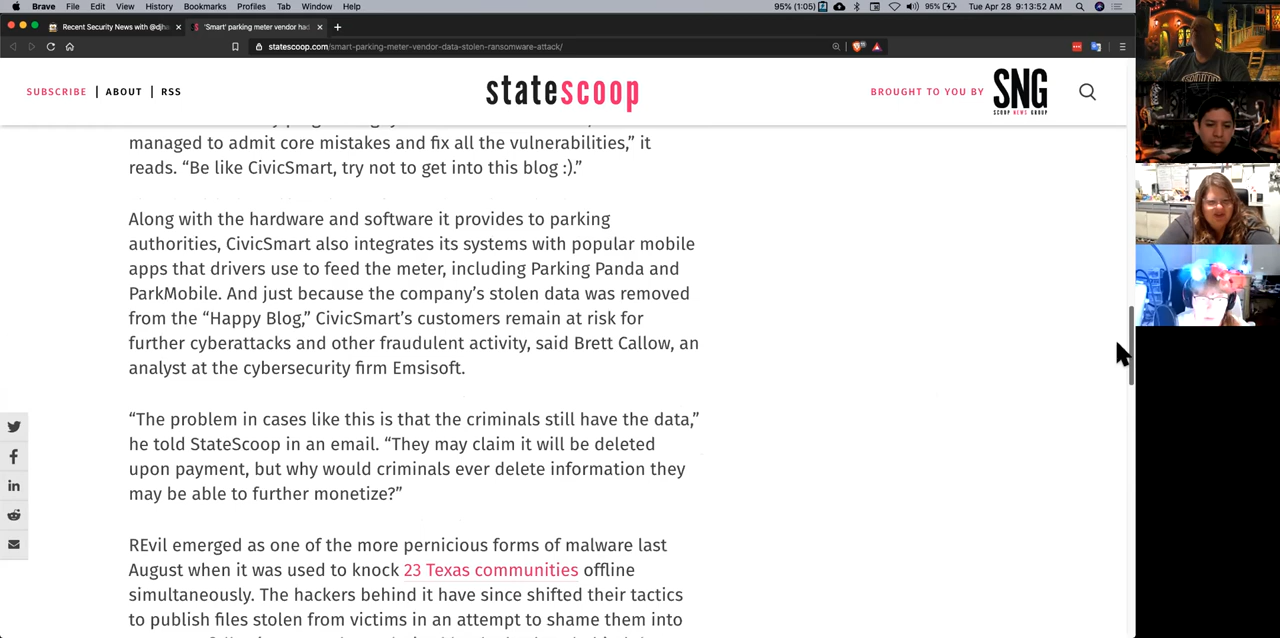 Brave File Edit View History Bookmarks Profiles Tab Window Help
95% (1:05) 95% Tue Apr 28 9:13:52 AM
Recent Security News with @djha
'Smart' parking meter vendor hac
statescoop.com/smart-parking-meter-vendor-data-stolen-ransomware-attack/
SUBSCRIBE | ABOUT | RSS
statescoop
BROUGHT TO YOU BY SNG
SCOOP NEWS GROUP
managed to admit core mistakes and fix all the vulnerabilities,” it
reads. “Be like CivicSmart, try not to get into this blog :).”
Along with the hardware and software it provides to parking
authorities, CivicSmart also integrates its systems with popular mobile
apps that drivers use to feed the meter, including Parking Panda and
ParkMobile. And just because the company’s stolen data was removed
from the “Happy Blog,” CivicSmart’s customers remain at risk for
further cyberattacks and other fraudulent activity, said Brett Callow, an
analyst at the cybersecurity firm Emsisoft.
“The problem in cases like this is that the criminals still have the data,”
he told StateScoop in an email. “They may claim it will be deleted
upon payment, but why would criminals ever delete information they
may be able to further monetize?”
REvil emerged as one of the more pernicious forms of malware last
August when it was used to knock 23 Texas communities offline
simultaneously. The hackers behind it have since shifted their tactics
to publish files stolen from victims in an attempt to shame them into